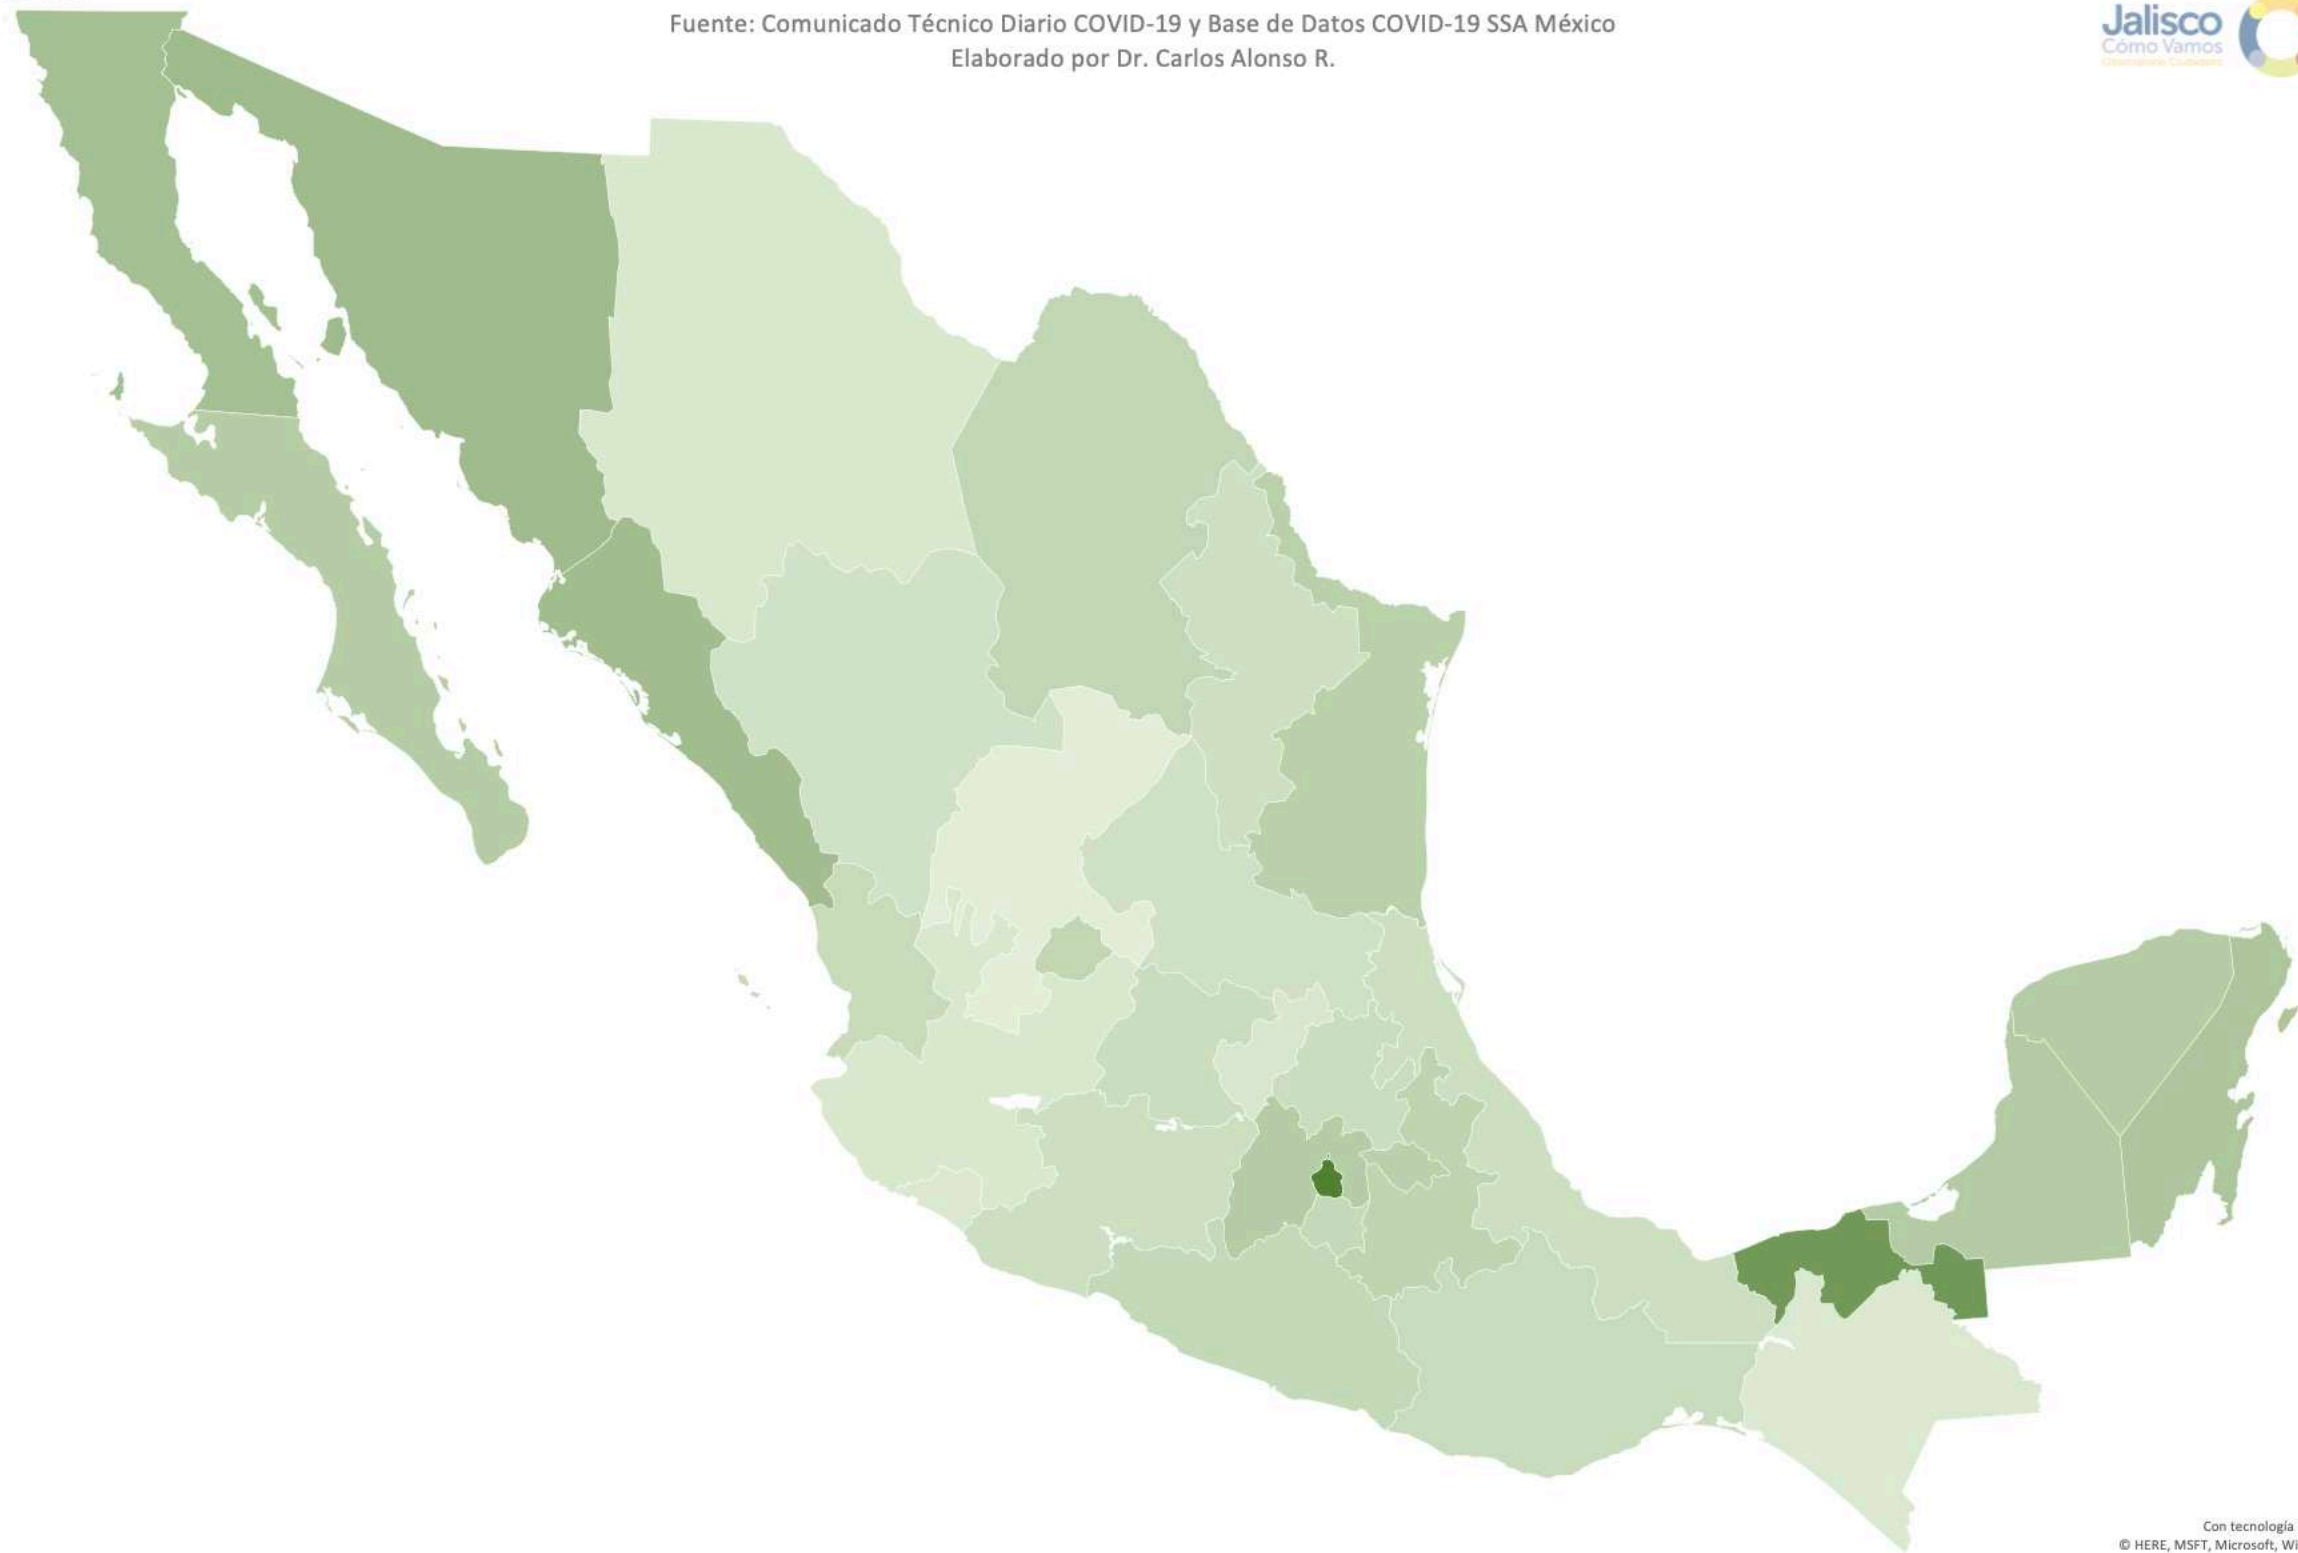 Fuente: Comunicado Técnico Diario COVID-19 y Base de Datos COVID-19 SSA México
Elaborado por Dr. Carlos Alonso R.
Jalisco
Cómo Vamos
Con tecnología
© HERE, MSFT, Microsoft, Wi